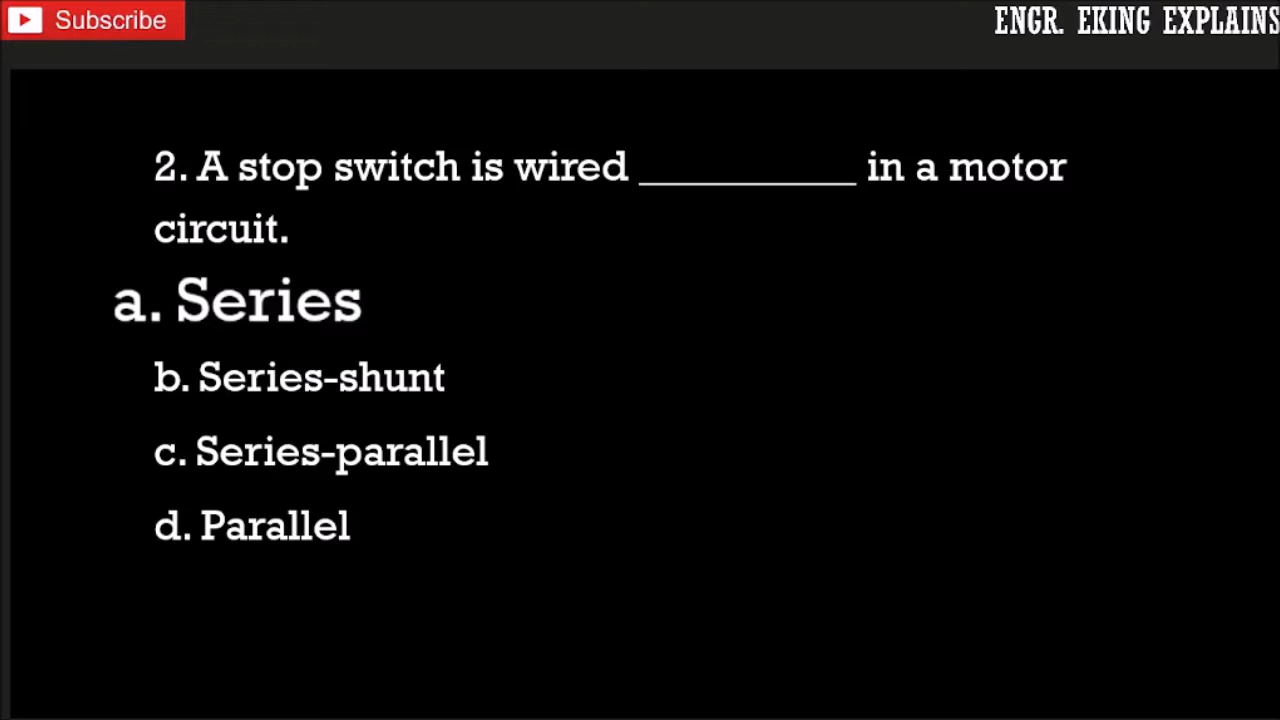 Subscribe
ENGR. EKING EXPLAINS
2. A stop switch is wired __________ in a motor
circuit.
a. Series
b. Series-shunt
c. Series-parallel
d. Parallel